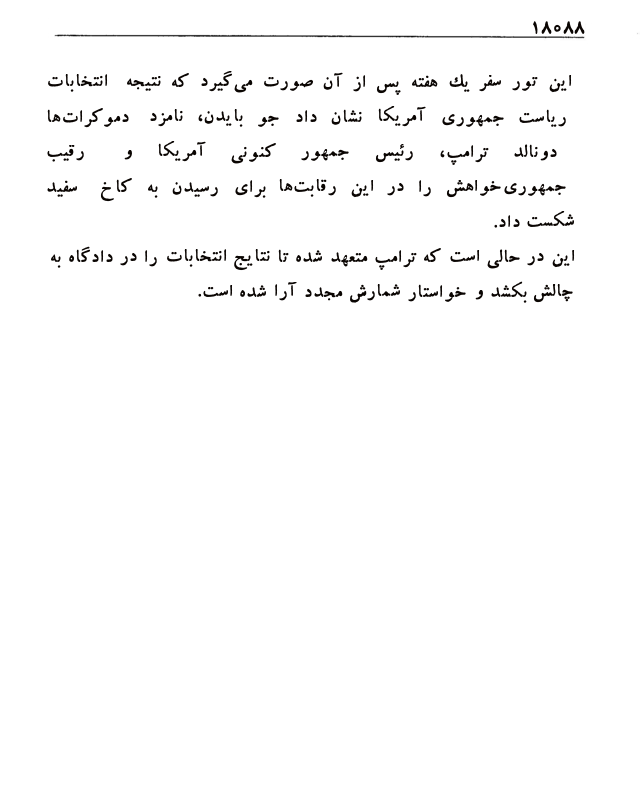 ۱۸۰۸۸
این تور سفر یك هفته پس از آن صورت می‌گیرد که نتیجه انتخابات
ریاست جمهوری آمریکا نشان داد جو بایدن، نامزد دموکرات‌ها
دونالد ترامپ، رئیس جمهور کنونی آمریکا و رقیب
جمهوری‌خواهش را در این رقابت‌ها برای رسیدن به کاخ سفید
شکست داد.
این در حالی است که ترامپ متعهد شده تا نتایج انتخابات را در دادگاه به
چالش بکشد و خواستار شمارش مجدد آرا شده است.